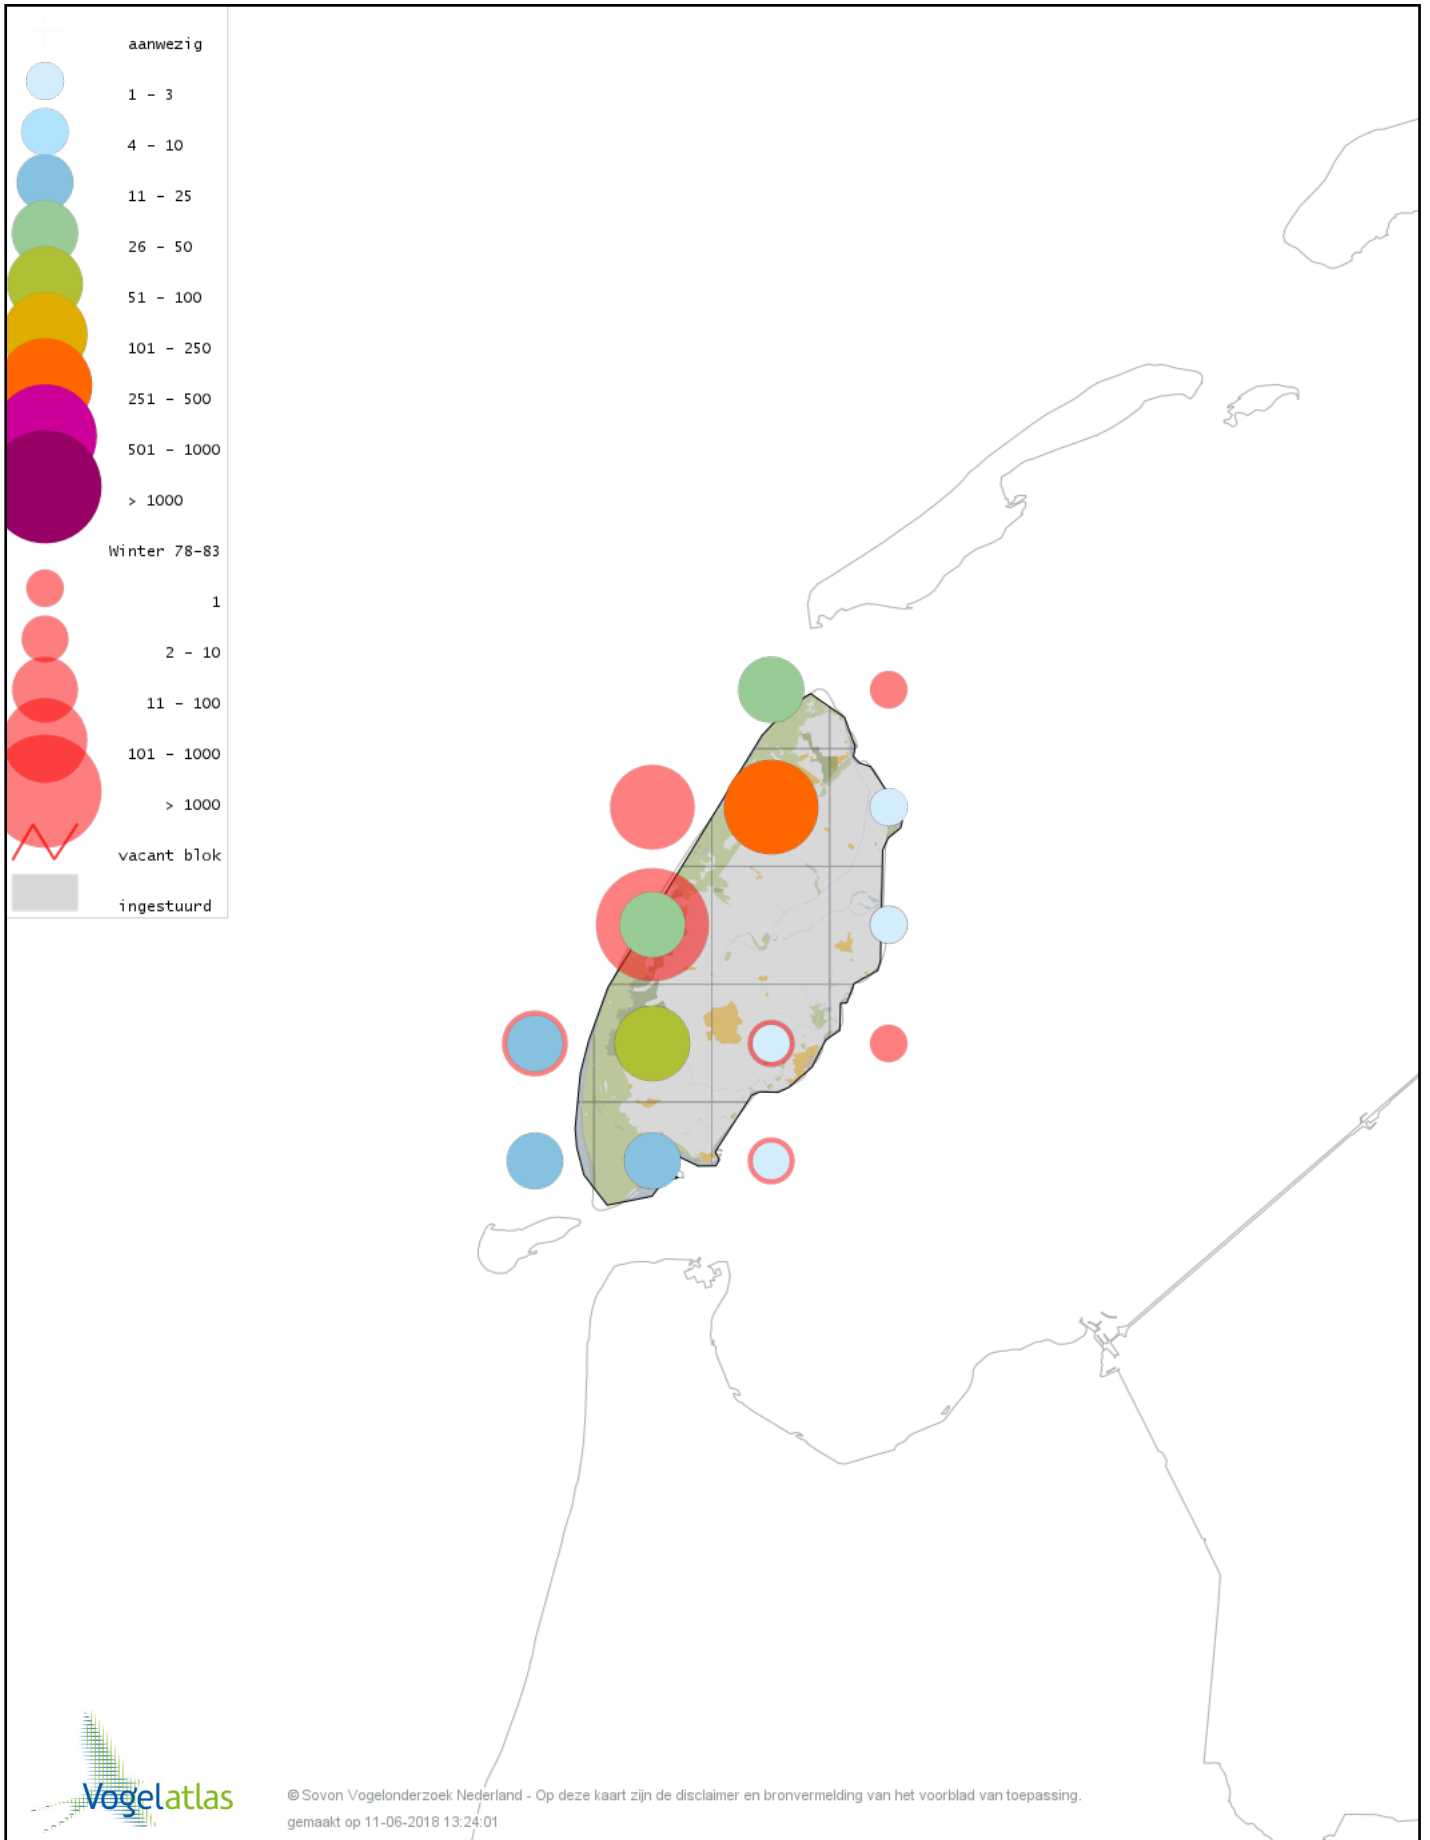 aanwezig
1 - 3
4 - 10
11 - 25
26 - 50
51 - 100
101 - 250
251 - 500
501 - 1000
> 1000
Winter 78-83
1
2 - 10
11 - 100
101 - 1000
> 1000
vacant blok
ingestuurd
Vogelatlas
© Sovon Vogelonderzoek Nederland - Op deze kaart zijn de disclaimer en bronvermelding van het voorblad van toepassing.
gemaakt op 11-06-2018 13:24:01